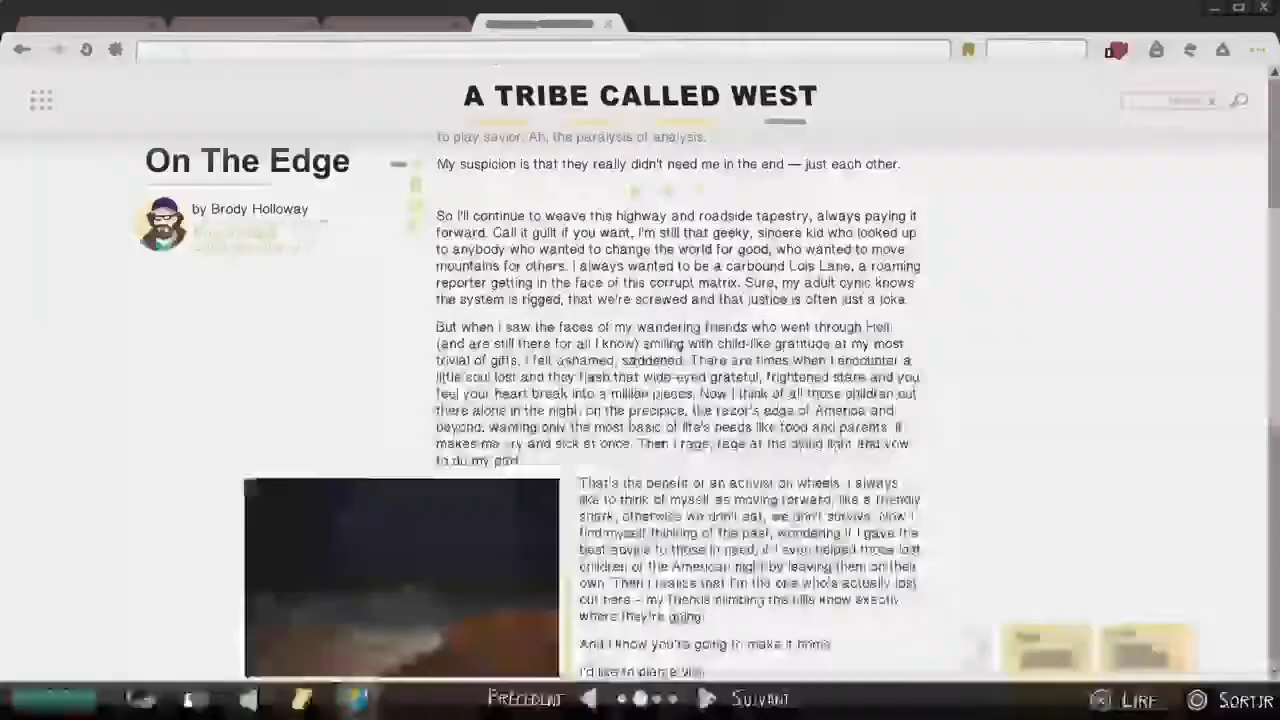 A TRIBE CALLED WEST
to play savior. Ah, the paralysis of analysis.
On The Edge
My suspicion is that they really didn't need me in the end — just each other.
by Brody Holloway
So I'll continue to weave this highway and roadside tapestry, always paying it
forward. Call it guilt if you want, I'm still that geeky, sincere kid who looked up
to anybody who wanted to change the world for good, who wanted to move
mountains for others. I always wanted to be a carbound Lois Lane, a roaming
reporter getting in the face of this corrupt matrix. Sure, my adult cynic knows
the system is rigged, that we're screwed and that justice is often just a joke.
But when I saw the faces of my wandering friends who went through Hell
(and are still there for all I know) smiling with child-like gratitude at my most
trivial of gifts, I felt ashamed, saddened. There are times when I encounter a
little soul lost and they flash that wide-eyed grateful, frightened stare and you
feel your heart break into a million pieces. Now I think of all those children out
there alone in the night, on the precipice, the razor's edge of America and
beyond, wanting only the most basic of life's needs like food and parents. It
makes me cry and sick at once. Then I rage, rage at the dying light and vow
to do my part.
That's the benefit of an activist on wheels. I always
like to think of myself as moving forward, like a friendly
shark, otherwise we don't eat, we don't survive. Now I
find myself thinking of the past, wondering if I gave the
best advice to those in need, if I even helped those lost
children of the American night by leaving them on their
own. Then I realize that I'm the one who's actually lost
out here – my friends climbing the hills know exactly
where they're going.
And I know you're going to make it home.
I'd like to
PRÉCÉDENT
SUIVANT
LIRE
SORTIR